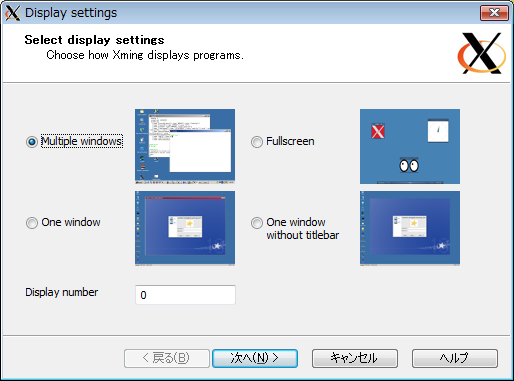 Display settings
Select display settings
Choose how Xming displays programs.
Multiple windows
Fullscreen
One window
One window
without titlebar
Display number
0
< 戻る(B)
次へ(N) >
キャンセル
ヘルプ